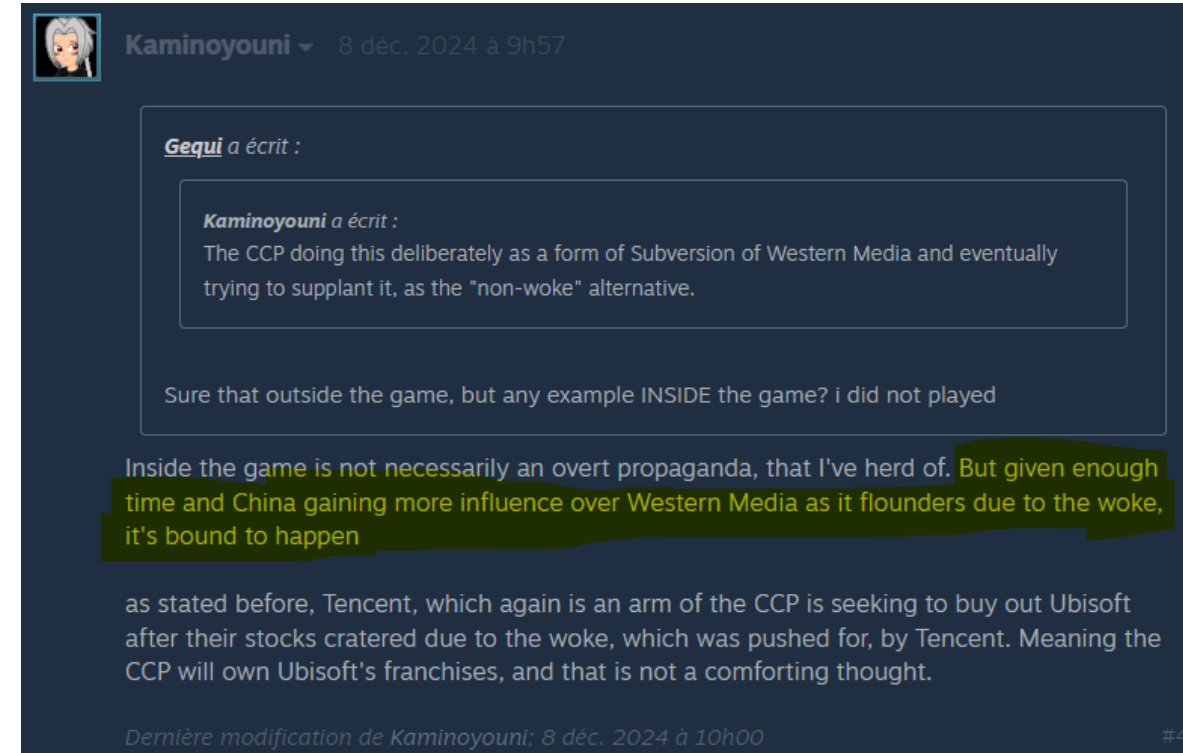 Kaminoyouni 8 déc. 2024 à 9h57
Gequi a écrit :
Kaminoyouni a écrit :
The CCP doing this deliberately as a form of Subversion of Western Media and eventually
trying to supplant it, as the "non-woke" alternative.
Sure that outside the game, but any example INSIDE the game? i did not played
Inside the game is not necessarily an overt propaganda, that I've herd of. But given enough
time and China gaining more influence over Western Media as it flounders due to the woke,
it's bound to happen
as stated before, Tencent, which again is an arm of the CCP is seeking to buy out Ubisoft
after their stocks cratered due to the woke, which was pushed for, by Tencent. Meaning the
CCP will own Ubisoft's franchises, and that is not a comforting thought.
Dernière modification de Kaminoyouni; 8 déc. 2024 à 10h00